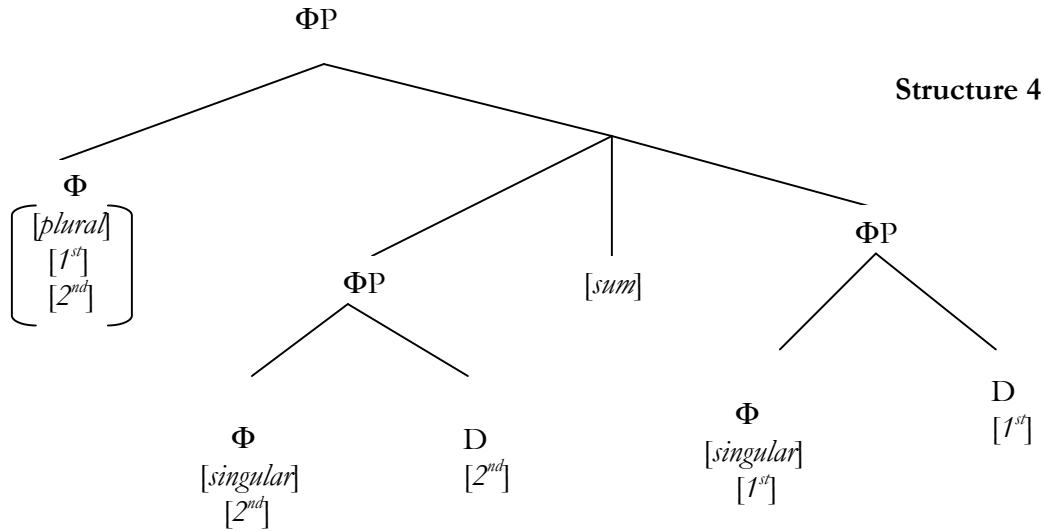 ΦP
Structure 4
Φ
[plural]
[1st]
[2nd]
ΦP
[sum]
ΦP
Φ
[singular]
[2nd]
D
[2nd]
Φ
[singular]
[1st]
D
[1st]